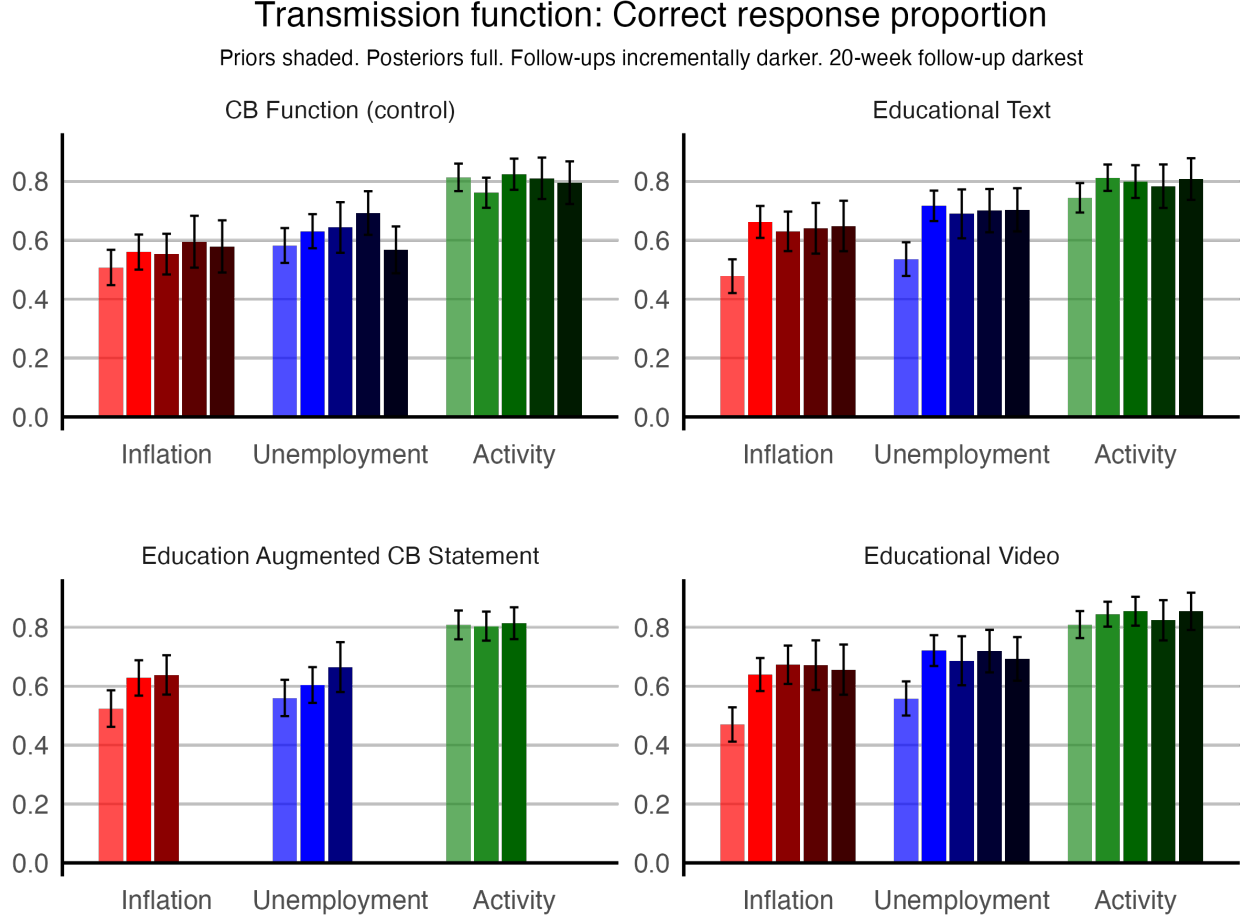 Transmission function: Correct response proportion
Priors shaded. Posteriors full. Follow-ups incrementally darker. 20-week follow-up darkest
CB Function (control)
0.8
0.6
0.4
0.2
0.0
Inflation Unemployment Activity
Educational Text
0.8
0.6
0.4
0.2
0.0
Inflation Unemployment Activity
Education Augmented CB Statement
0.8
0.6
0.4
0.2
0.0
Inflation Unemployment Activity
Educational Video
0.8
0.6
0.4
0.2
0.0
Inflation Unemployment Activity